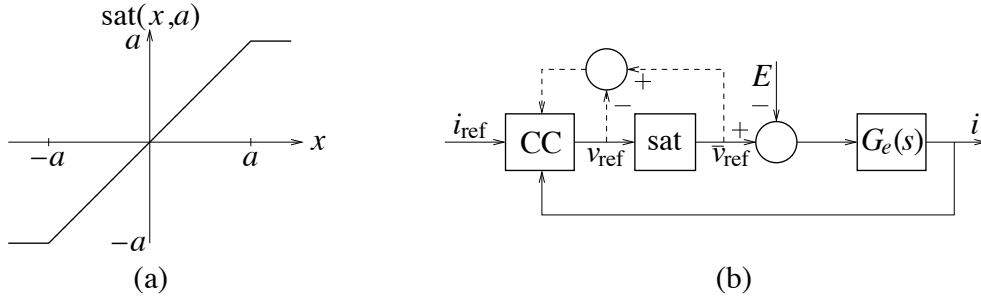 sat(x,a)
a
-a
a
x
-a
(a)
E
+
−
−
i_ref
CC
v_ref
sat
+
v̄_ref
G_e(s)
i
(b)